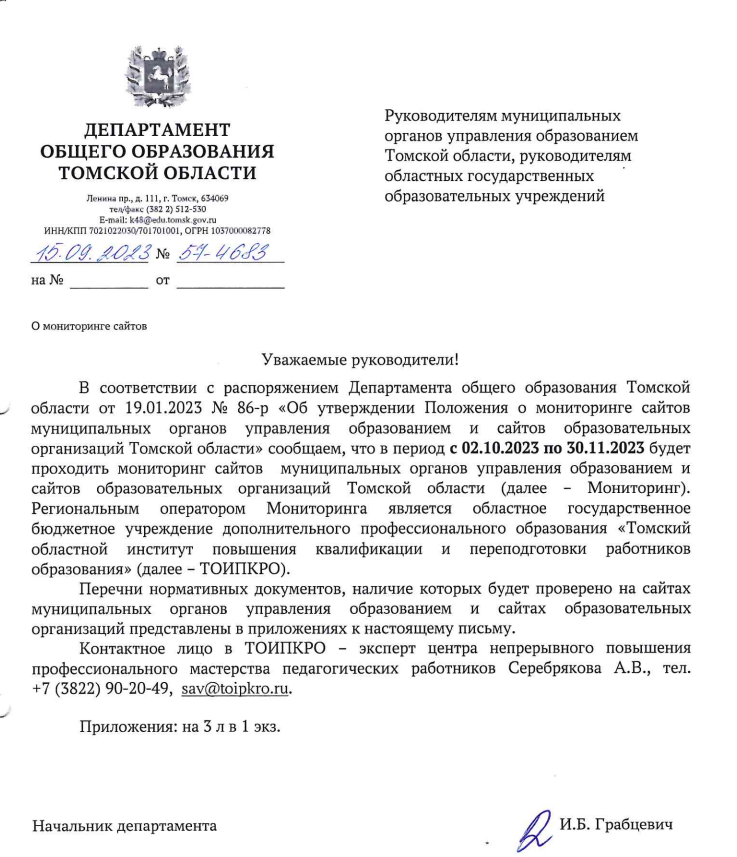 ДЕПАРТАМЕНТ
ОБЩЕГО ОБРАЗОВАНИЯ
ТОМСКОЙ ОБЛАСТИ
Ленина пр., д. 111, г. Томск, 634069
тел/факс (382 2) 512-530
E-mail: k48@edu.tomsk.gov.ru
ИНН/КПП 7021022030/701701001, ОГРН 1037000082778
15.09.2023 № 57-4683
на № ____________ от ________________
Руководителям муниципальных
органов управления образованием
Томской области, руководителям
областных государственных
образовательных учреждений
О мониторинге сайтов
Уважаемые руководители!
В соответствии с распоряжением Департамента общего образования Томской
области от 19.01.2023 № 86-р «Об утверждении Положения о мониторинге сайтов
муниципальных органов управления образованием и сайтов образовательных
организаций Томской области» сообщаем, что в период с 02.10.2023 по 30.11.2023 будет
проходить мониторинг сайтов муниципальных органов управления образованием и
сайтов образовательных организаций Томской области (далее – Мониторинг).
Региональным оператором Мониторинга является областное государственное
бюджетное учреждение дополнительного профессионального образования «Томский
областной институт повышения квалификации и переподготовки работников
образования» (далее – ТОИПКРО).
Перечни нормативных документов, наличие которых будет проверено на сайтах
муниципальных органов управления образованием и сайтах образовательных
организаций представлены в приложениях к настоящему письму.
Контактное лицо в ТОИПКРО – эксперт центра непрерывного повышения
профессионального мастерства педагогических работников Серебрякова А.В., тел.
+7 (3822) 90-20-49, sav@toipkro.ru.
Приложения: на 3 л в 1 экз.
Начальник департамента
И.Б. Грабцевич